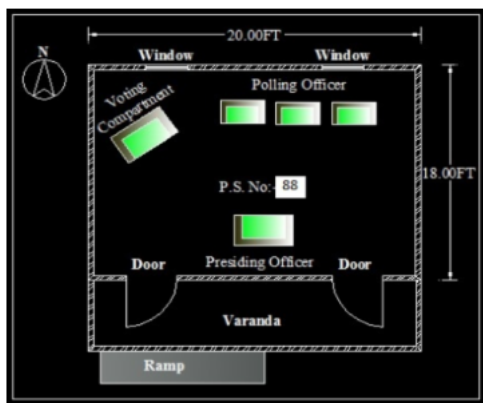 20.00FT
N
Window
Window
Voting
Compartment
Polling Officer
18.00FT
P.S. No:- 88
Door
Presiding Officer
Door
Varanda
Ramp